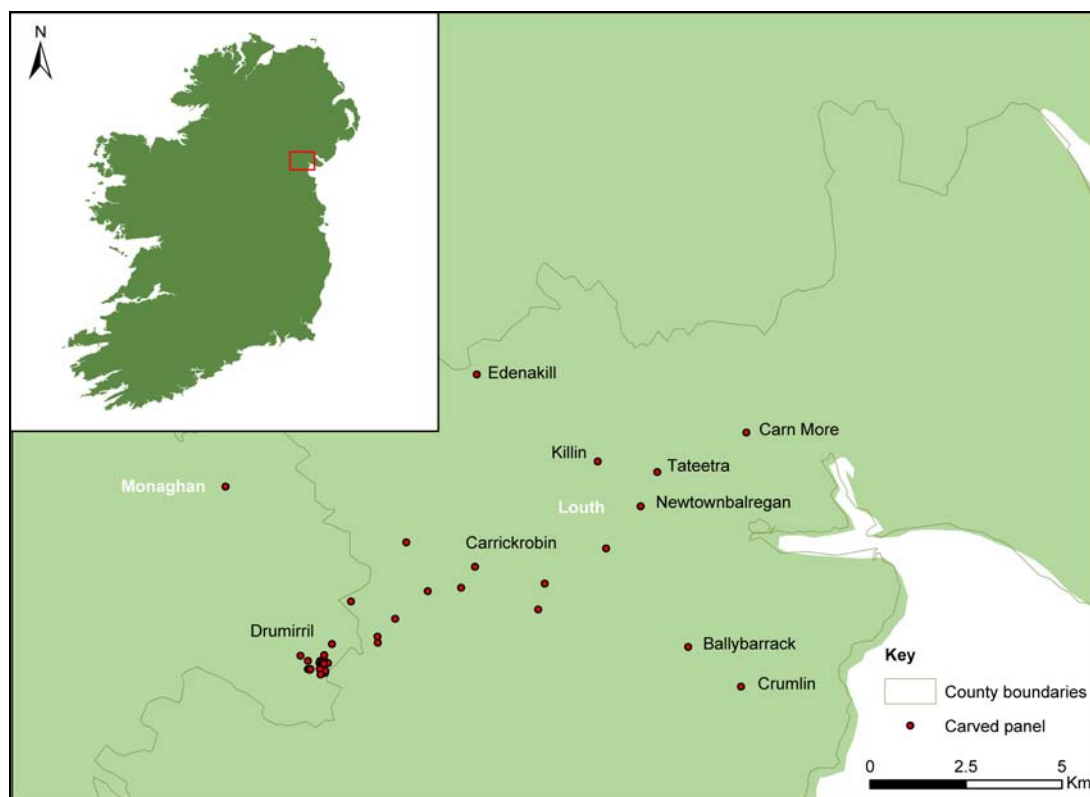 N
Edenakill
Carn More
Killin
Tateetra
Monaghan
Louth
Newtownbalregan
Carrickrobin
Drumirril
Ballybarrack
Crumlin
Key
County boundaries
Carved panel
0 2.5 5
Km